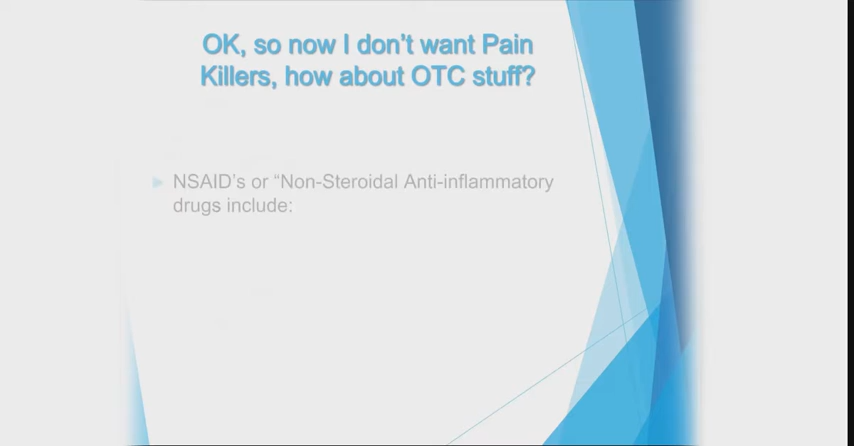 OK, so now I don't want Pain
Killers, how about OTC stuff?
NSAID's or “Non-Steroidal Anti-inflammatory
drugs include: